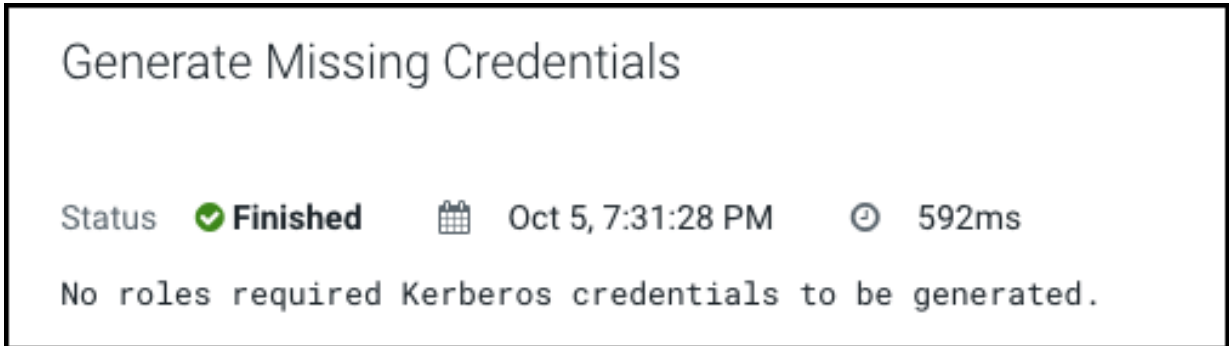 Generate Missing Credentials
Status Finished Oct 5, 7:31:28 PM 592ms
No roles required Kerberos credentials to be generated.